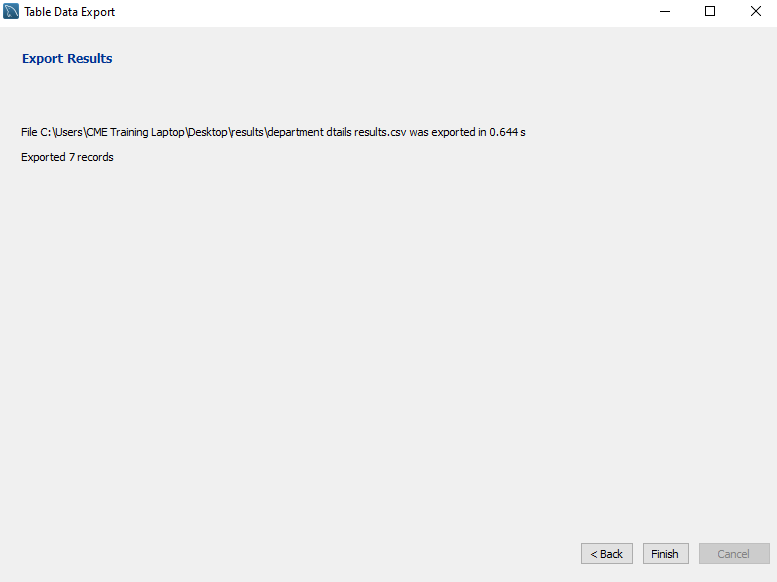 Table Data Export
Export Results
File C:\Users\CME Training Laptop\Desktop\results\department dtails results.csv was exported in 0.644 s
Exported 7 records
< Back Finish Cancel